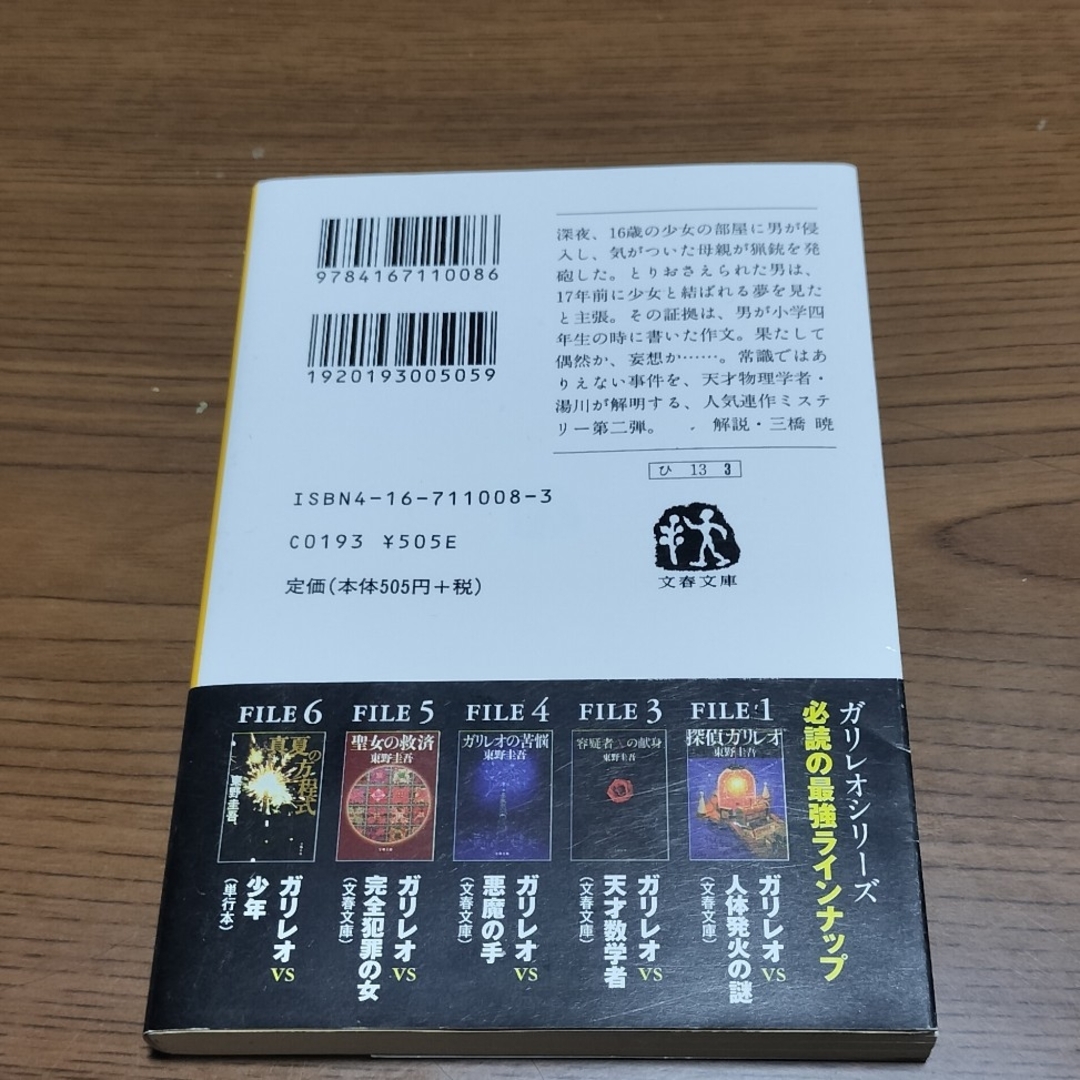 9784167110086
1920193005059
ISBN4-16-711008-3
C0193 ¥505E
定価(本体505円+税)
深夜、16歳の少女の部屋に男が侵
入し、気がついた母親が猟銃を発
砲した。とりおさえられた男は、
17年前に少女と結ばれる夢を見た
と主張。その証拠は、男が小学四
年生の時に書いた作文。果たして
偶然か、妄想か……。常識ではあ
りえない事件を、天才物理学者・
湯川が解明する、人気連作ミステ
リー第二弾。 解説・三橋 暁
ひ 13 3
文春文庫
ガリレオシリーズ
必読の最強ラインナップ
FILE 1
探偵ガリレオ
東野圭吾
ガリレオVS
人体発火の謎
(文春文庫)
FILE 3
容疑者Xの献身
東野圭吾
ガリレオVS
天才数学者
(文春文庫)
FILE 4
ガリレオの苦悩
東野圭吾
ガリレオVS
悪魔の手
(文春文庫)
FILE 5
聖女の救済
東野圭吾
ガリレオVS
完全犯罪の女
(文春文庫)
FILE 6
真夏の方程式
東野圭吾
ガリレオVS
少年
(単行本)